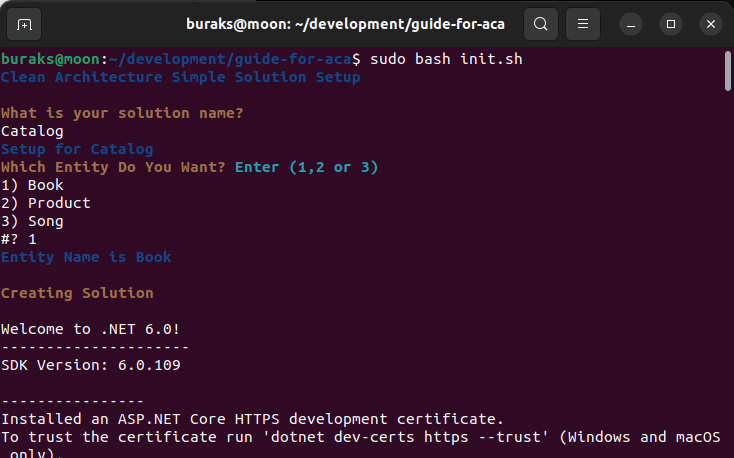 buraks@moon: ~/development/guide-for-aca
buraks@moon:~/development/guide-for-aca$ sudo bash init.sh
Clean Architecture Simple Solution Setup
What is your solution name?
Catalog
Setup for Catalog
Which Entity Do You Want? Enter (1,2 or 3)
1) Book
2) Product
3) Song
#? 1
Entity Name is Book
Creating Solution
Welcome to .NET 6.0!
---------------------
SDK Version: 6.0.109
----------------
Installed an ASP.NET Core HTTPS development certificate.
To trust the certificate run 'dotnet dev-certs https --trust' (Windows and macOS
only).